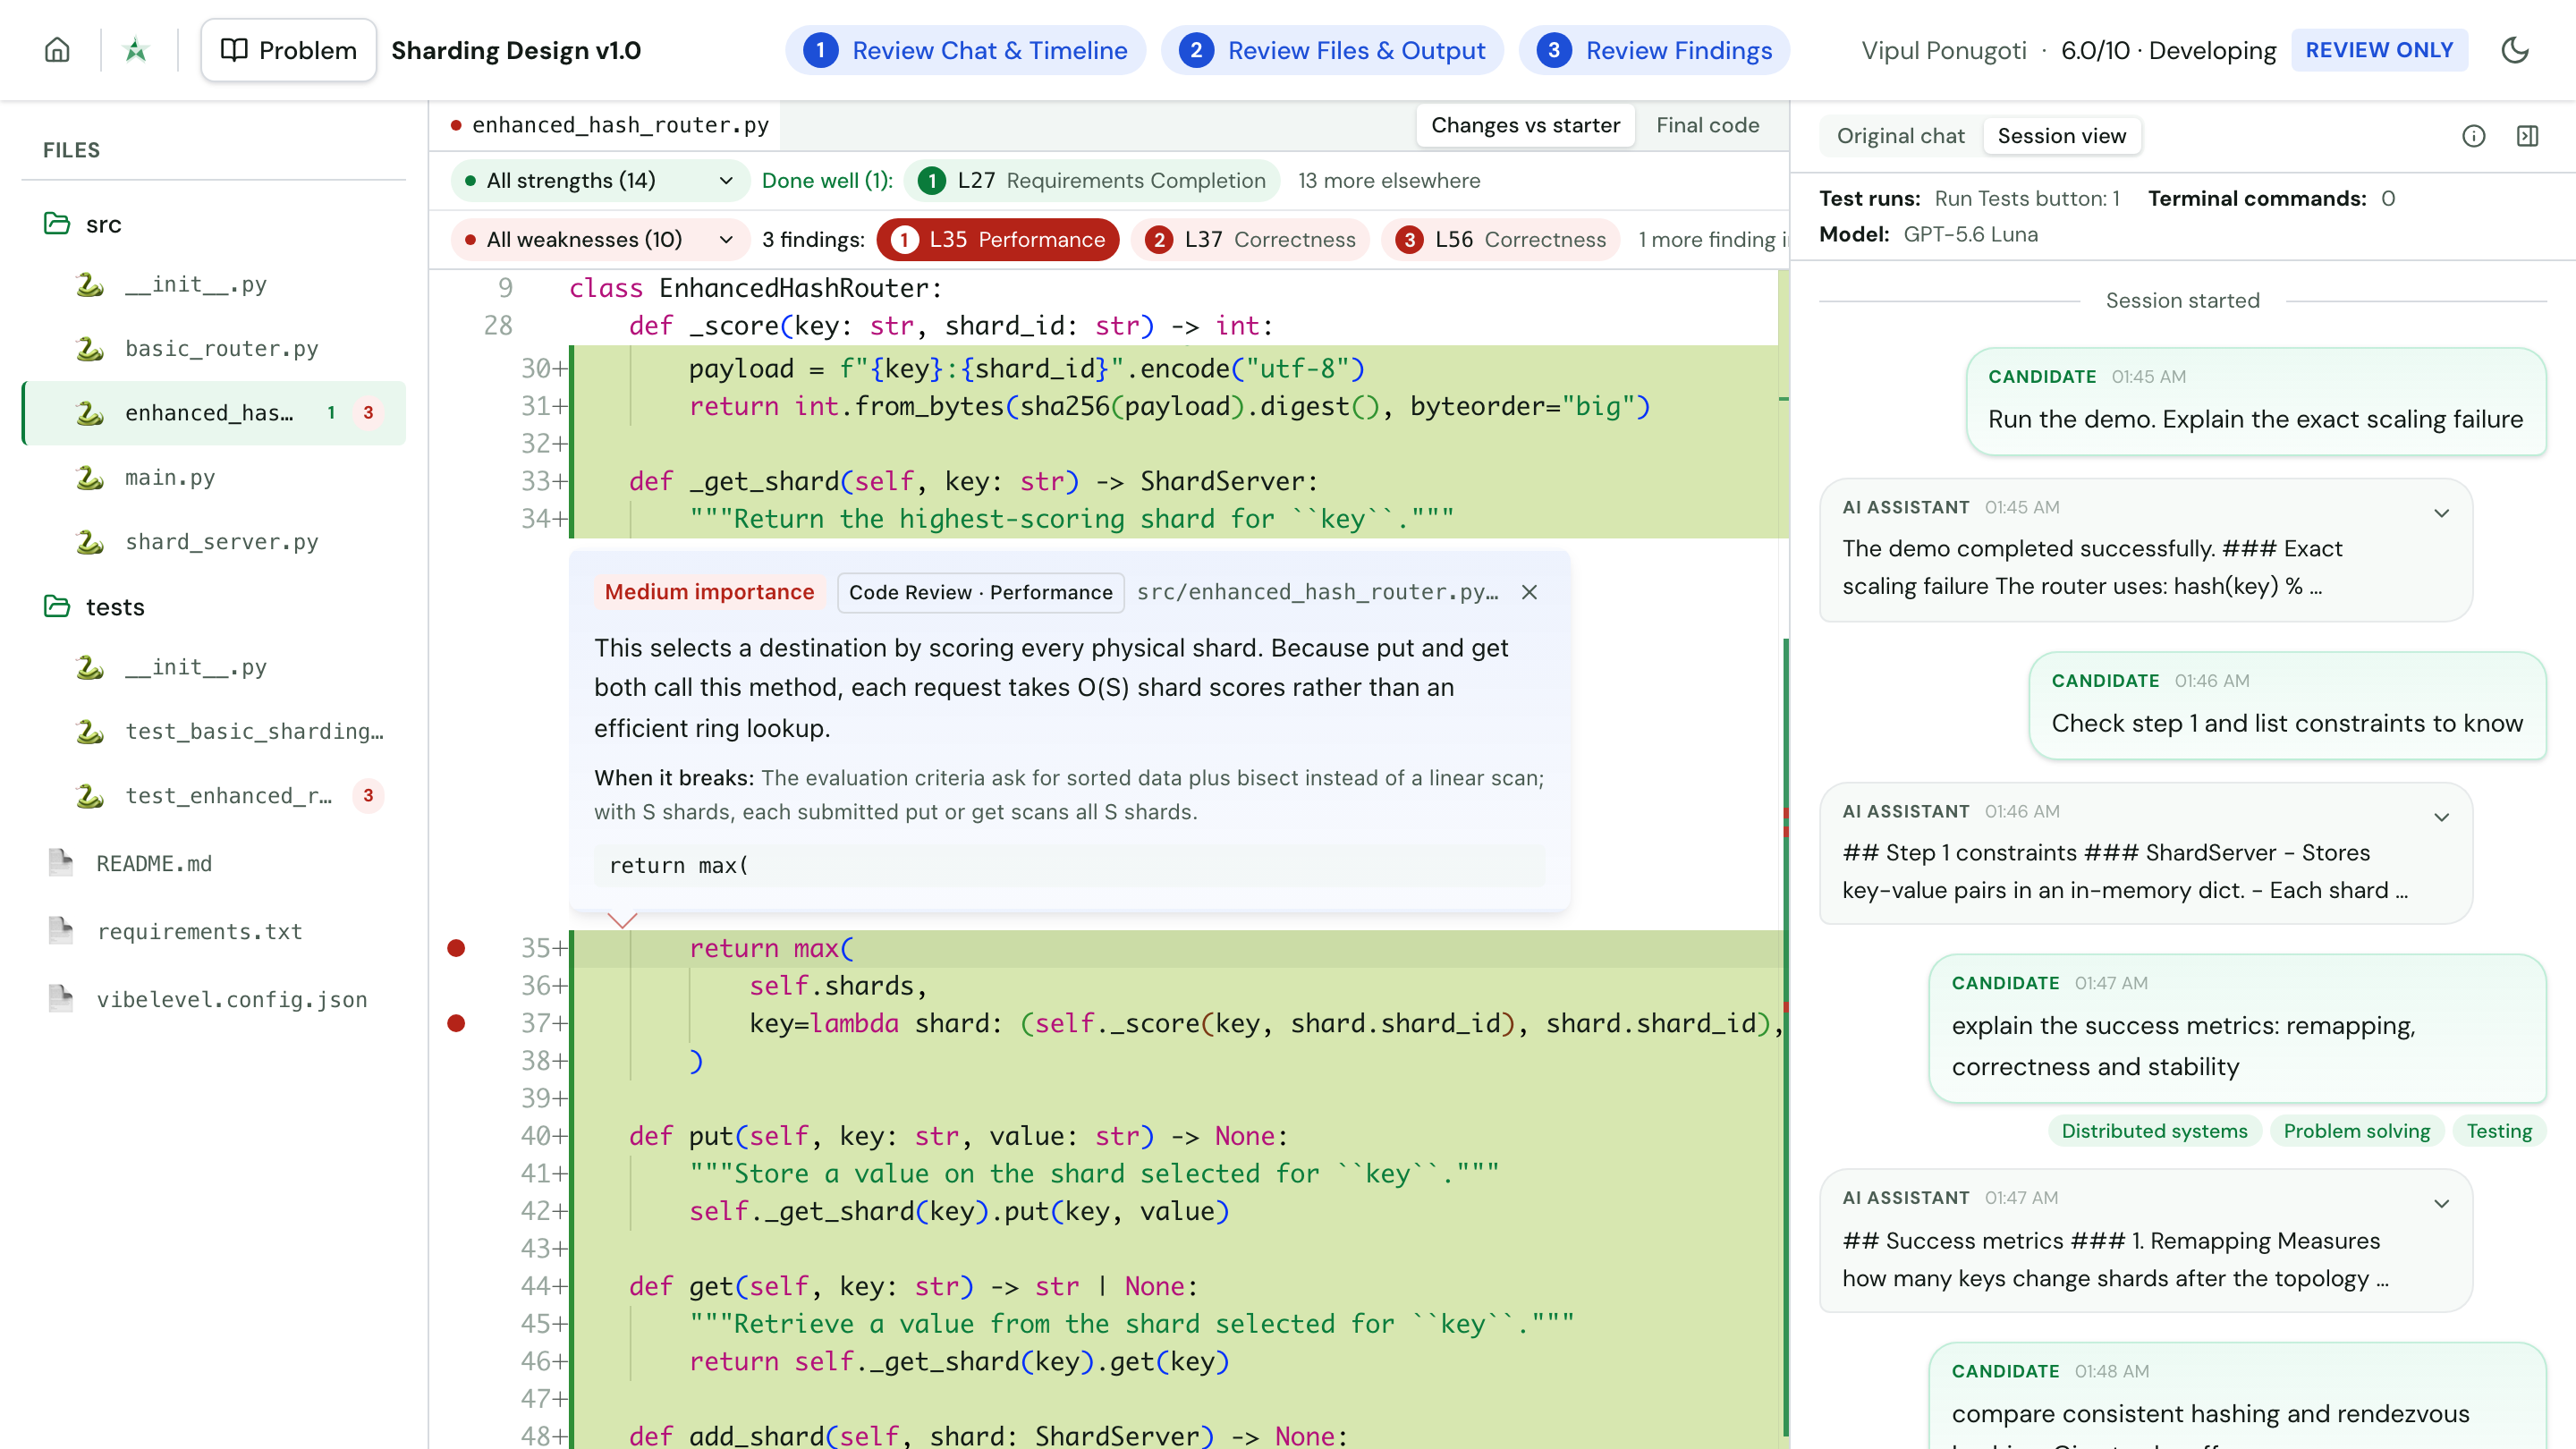 Problem
Sharding Design v1.0
1 Review Chat & Timeline
2 Review Files & Output
3 Review Findings
Vipul Ponugoti · 6.0/10 · Developing
REVIEW ONLY
FILES
src
__init__.py
basic_router.py
enhanced_has… 1 3
main.py
shard_server.py
tests
__init__.py
test_basic_sharding…
test_enhanced_r… 3
README.md
requirements.txt
vibelevel.config.json
enhanced_hash_router.py
Changes vs starter
Final code
All strengths (14) Done well (1): 1 L27 Requirements Completion 13 more elsewhere
All weaknesses (10) 3 findings: 1 L35 Performance 2 L37 Correctness 3 L56 Correctness 1 more finding
9 class EnhancedHashRouter:
28 def _score(key: str, shard_id: str) -> int:
30+ payload = f"{key}:{shard_id}".encode("utf-8")
31+ return int.from_bytes(sha256(payload).digest(), byteorder="big")
32+
33+ def _get_shard(self, key: str) -> ShardServer:
34+ """Return the highest-scoring shard for ``key``."""
Medium importance Code Review · Performance src/enhanced_hash_router.py…
This selects a destination by scoring every physical shard. Because put and get
both call this method, each request takes O(S) shard scores rather than an
efficient ring lookup.
When it breaks: The evaluation criteria ask for sorted data plus bisect instead of a linear scan;
with S shards, each submitted put or get scans all S shards.
return max(
35+ return max(
36+ self.shards,
37+ key=lambda shard: (self._score(key, shard.shard_id), shard.shard_id),
38+ )
39+
40+ def put(self, key: str, value: str) -> None:
41+ """Store a value on the shard selected for ``key``."""
42+ self._get_shard(key).put(key, value)
43+
44+ def get(self, key: str) -> str | None:
45+ """Retrieve a value from the shard selected for ``key``."""
46+ return self._get_shard(key).get(key)
47+
48+ def add_shard(self, shard: ShardServer) -> None:
Original chat
Session view
Test runs: Run Tests button: 1 Terminal commands: 0
Model: GPT-5.6 Luna
Session started
CANDIDATE 01:45 AM
Run the demo. Explain the exact scaling failure
AI ASSISTANT 01:45 AM
The demo completed successfully. ### Exact
scaling failure The router uses: hash(key) % …
CANDIDATE 01:46 AM
Check step 1 and list constraints to know
AI ASSISTANT 01:46 AM
## Step 1 constraints ### ShardServer - Stores
key-value pairs in an in-memory dict. - Each shard …
CANDIDATE 01:47 AM
explain the success metrics: remapping,
correctness and stability
Distributed systems
Problem solving
Testing
AI ASSISTANT 01:47 AM
## Success metrics ### 1. Remapping Measures
how many keys change shards after the topology …
CANDIDATE 01:48 AM
compare consistent hashing and rendezvous